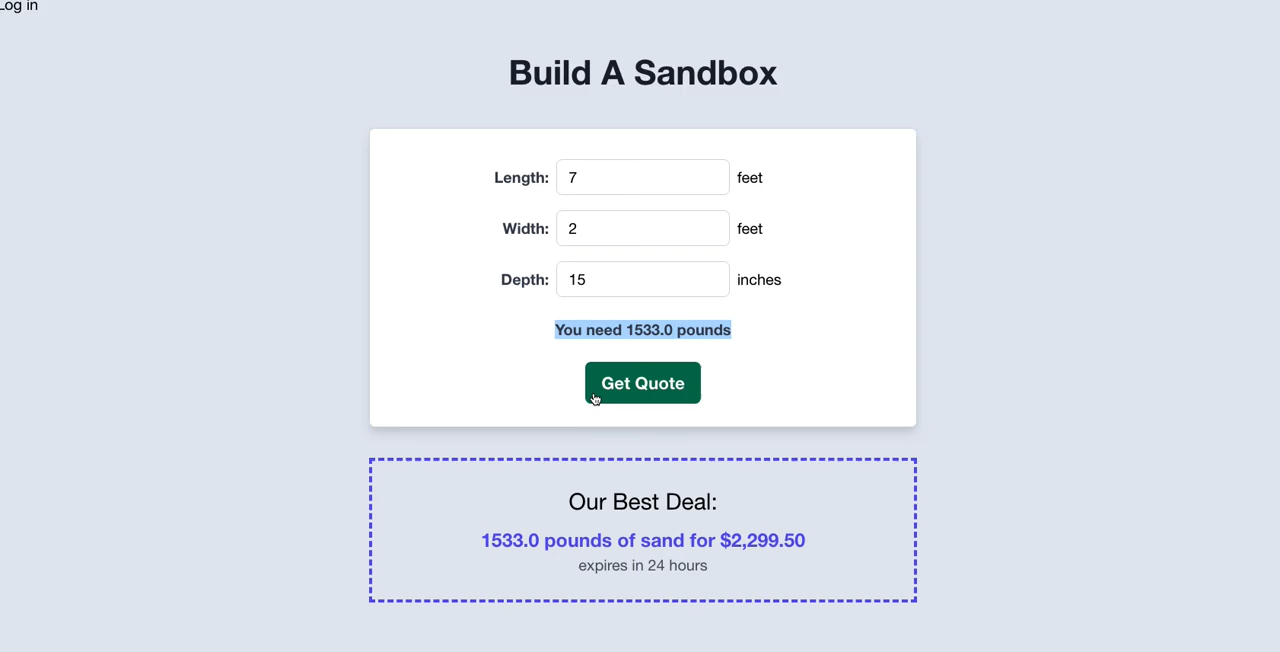 Log in
Build A Sandbox
Length: 7 feet
Width: 2 feet
Depth: 15 inches
You need 1533.0 pounds
Get Quote
Our Best Deal:
1533.0 pounds of sand for $2,299.50
expires in 24 hours